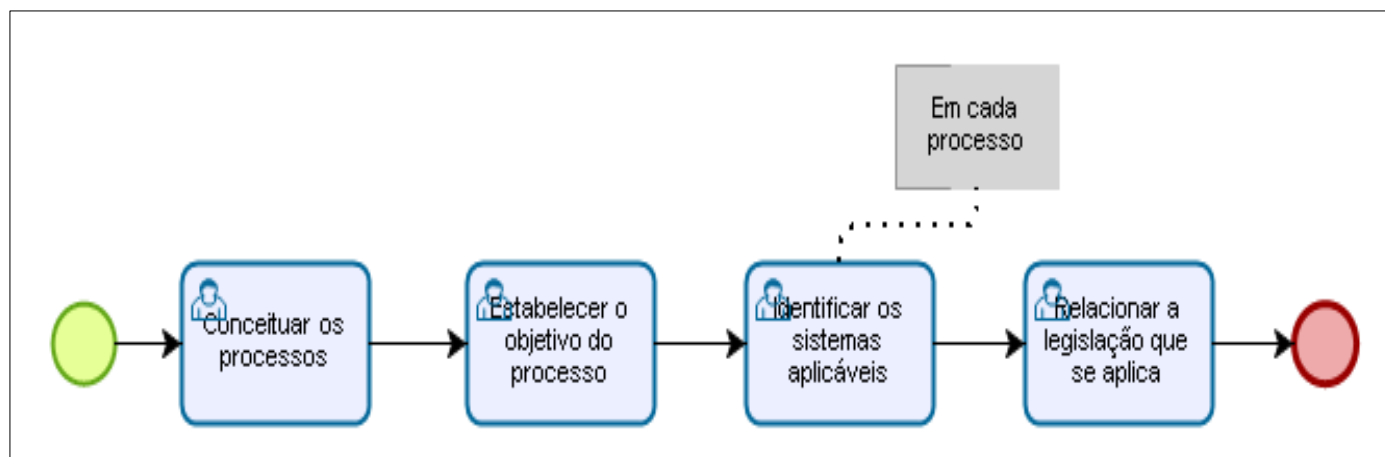 Em cada
processo
Conceituar os
processos
Estabelecer o
objetivo do
processo
Identificar os
sistemas
aplicáveis
Relacionar a
legislação que
se aplica